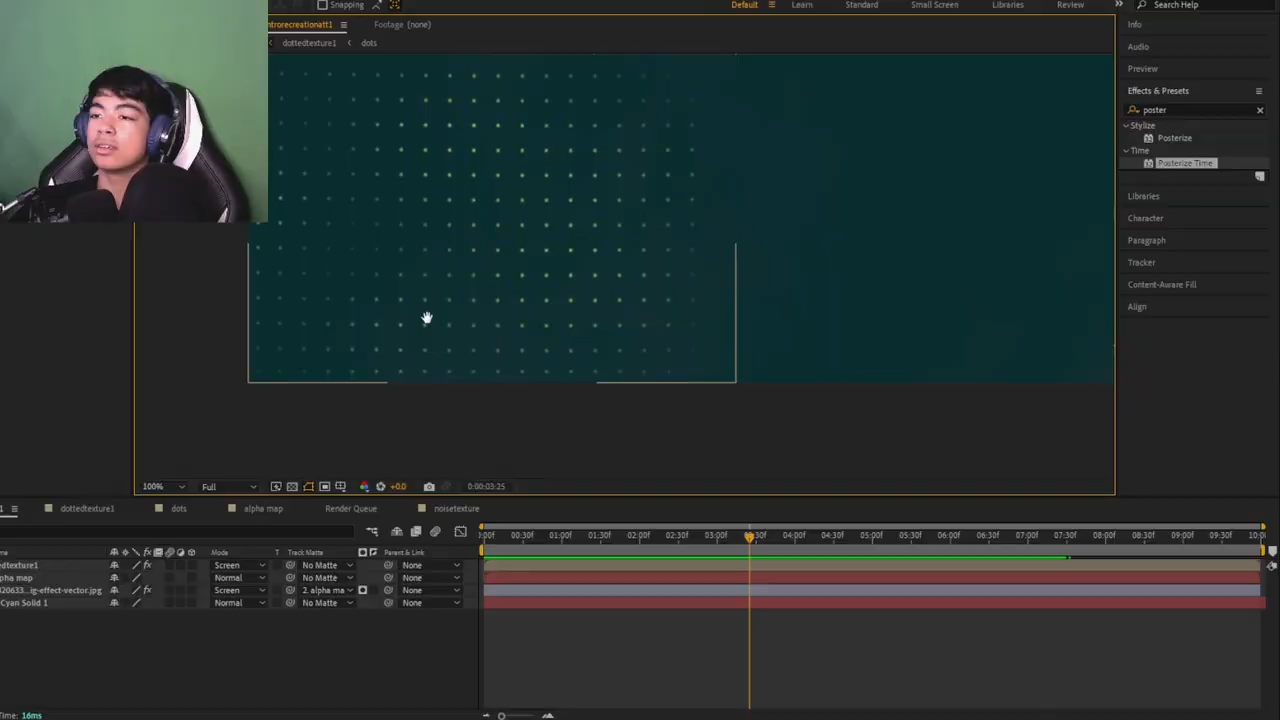 Snapping
Default
Learn
Standard
Small Screen
Libraries
Review
Search Help
ntrorecreationatt1
Footage (none)
dottedtexture1
dots
Info
Audio
Preview
Effects & Presets
poster
Stylize
Posterize
Time
Posterize Time
Libraries
Character
Paragraph
Tracker
Content-Aware Fill
Align
100%
Full
+0.0
0:00:03:25
1
dottedtexture1
dots
alpha map
Render Queue
noisetexture
:00f 00:30f 01:00f 01:30f 02:00f 02:30f 03:00f 04:00f 04:30f 05:00f 05:30f 06:00f 06:30f 07:00f 07:30f 08:00f 08:30f 09:00f 09:30f 10:0
me Mode T Track Matte Parent & Link
edtexture1 Screen No Matte None
pha map Normal No Matte None
320633...ig-effect-vector.jpg Screen 2. alpha ma None
Cyan Solid 1 Normal No Matte None
Time: 16ms